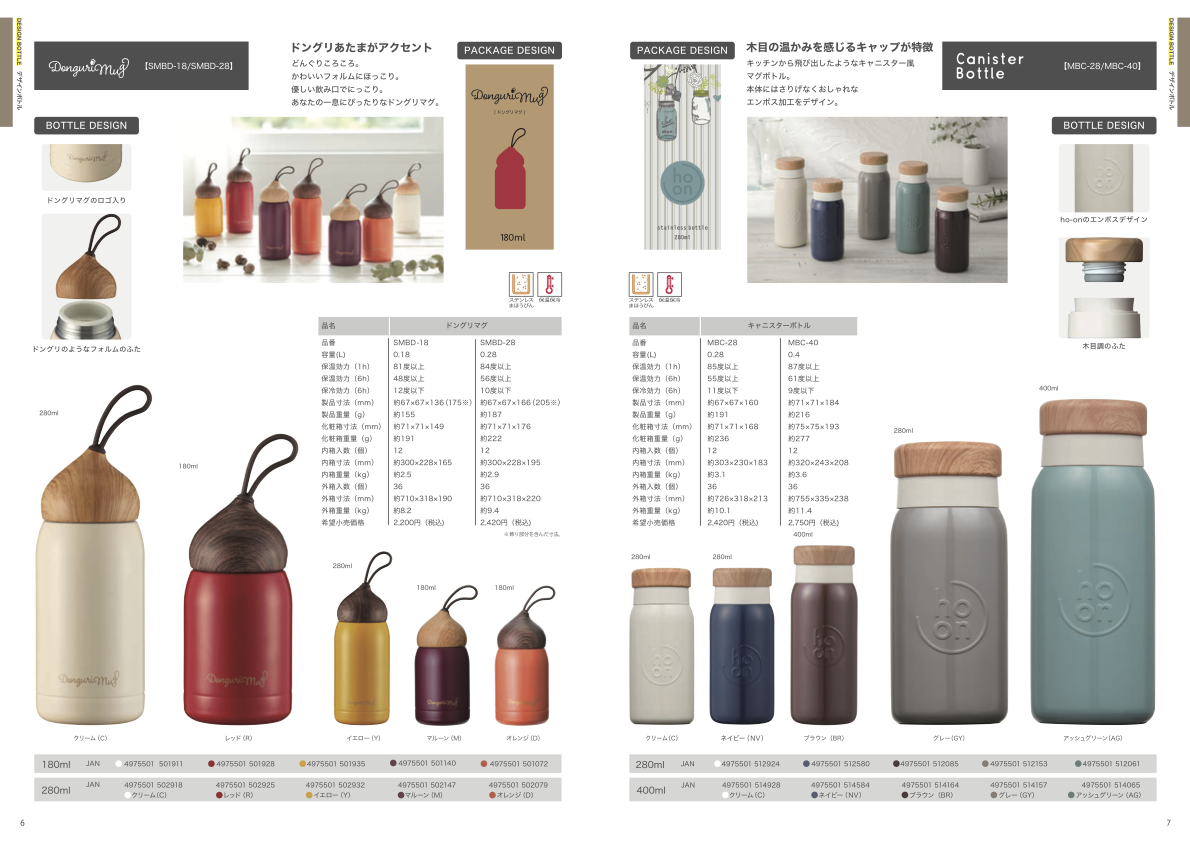 DESIGN BOTTLE デザインボトル
Donguri Mug 【SMBD-18/SMBD-28】
ドングリあたまがアクセント
どんぐりころころ。
かわいいフォルムにほっこり。
優しい飲み口でにっこり。
あなたの一息にぴったりなドングリマグ。
PACKAGE DESIGN
Donguri Mug
[ドングリマグ]
180ml
BOTTLE DESIGN
ドングリマグのロゴ入り
ドングリのようなフォルムのふた
ステンレス
まほうびん
保温保冷
品名 ドングリマグ
品番 SMBD-18 SMBD-28
容量(L) 0.18 0.28
保温効力(1h) 81度以上 84度以上
保温効力(6h) 48度以上 56度以上
保冷効力(6h) 12度以下 10度以下
製品寸法(mm) 約67×67×136(175※) 約67×67×166(205※)
製品重量(g) 約155 約187
化粧箱寸法(mm) 約71×71×149 約71×71×176
化粧箱重量(g) 約191 約222
内箱入数(個) 12 12
内箱寸法(mm) 約300×228×165 約300×228×195
内箱重量(kg) 約2.5 約2.9
外箱入数(個) 36 36
外箱寸法(mm) 約710×318×190 約710×318×220
外箱重量(kg) 約8.2 約9.4
希望小売価格 2,200円(税込) 2,420円(税込)
※飾り部分を含んだ寸法。
280ml
180ml
280ml
180ml
180ml
Donguri Mug
Donguri Mug
クリーム(C) レッド(R) イエロー(Y) マルーン(M) オレンジ(D)
180ml JAN 4975501 501911 4975501 501928 4975501 501935 4975501 501140 4975501 501072
280ml JAN 4975501 502918 4975501 502925 4975501 502932 4975501 502147 4975501 502079
クリーム(C) レッド(R) イエロー(Y) マルーン(M) オレンジ(D)
6
DESIGN BOTTLE デザインボトル
PACKAGE DESIGN
ho
on
stainless bottle
280ml
木目の温かみを感じるキャップが特徴
キッチンから飛び出したようなキャニスター風
マグボトル。
本体にはさりげなくおしゃれな
エンボス加工をデザイン。
Canister
Bottle
【MBC-28/MBC-40】
BOTTLE DESIGN
ho-onのエンボスデザイン
木目調のふた
ステンレス
まほうびん
保温保冷
品名 キャニスターボトル
品番 MBC-28 MBC-40
容量(L) 0.28 0.4
保温効力(1h) 85度以上 87度以上
保温効力(6h) 55度以上 61度以上
保冷効力(6h) 11度以下 9度以下
製品寸法(mm) 約67×67×160 約71×71×184
製品重量(g) 約191 約216
化粧箱寸法(mm) 約71×71×168 約75×75×193
化粧箱重量(g) 約236 約277
内箱入数(個) 12 12
内箱寸法(mm) 約303×230×183 約320×243×208
内箱重量(kg) 約3.1 約3.6
外箱入数(個) 36 36
外箱寸法(mm) 約726×318×213 約755×335×238
外箱重量(kg) 約10.1 約11.4
希望小売価格 2,420円(税込) 2,750円(税込)
280ml
280ml
400ml
280ml
400ml
ho
on
ho
on
ho
on
ho
on
ho
on
クリーム(C) ネイビー(NV) ブラウン(BR) グレー(GY) アッシュグリーン(AG)
280ml JAN 4975501 512924 4975501 512580 4975501 512085 4975501 512153 4975501 512061
400ml JAN 4975501 514928 4975501 514584 4975501 514164 4975501 514157 4975501 514065
クリーム(C) ネイビー(NV) ブラウン(BR) グレー(GY) アッシュグリーン(AG)
7